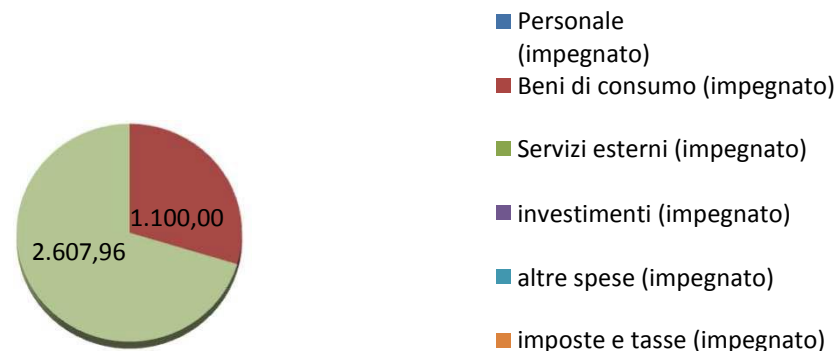 Personale
(impegnato)
Beni di consumo (impegnato)
Servizi esterni (impegnato)
investimenti (impegnato)
altre spese (impegnato)
imposte e tasse (impegnato)
1.100,00
2.607,96